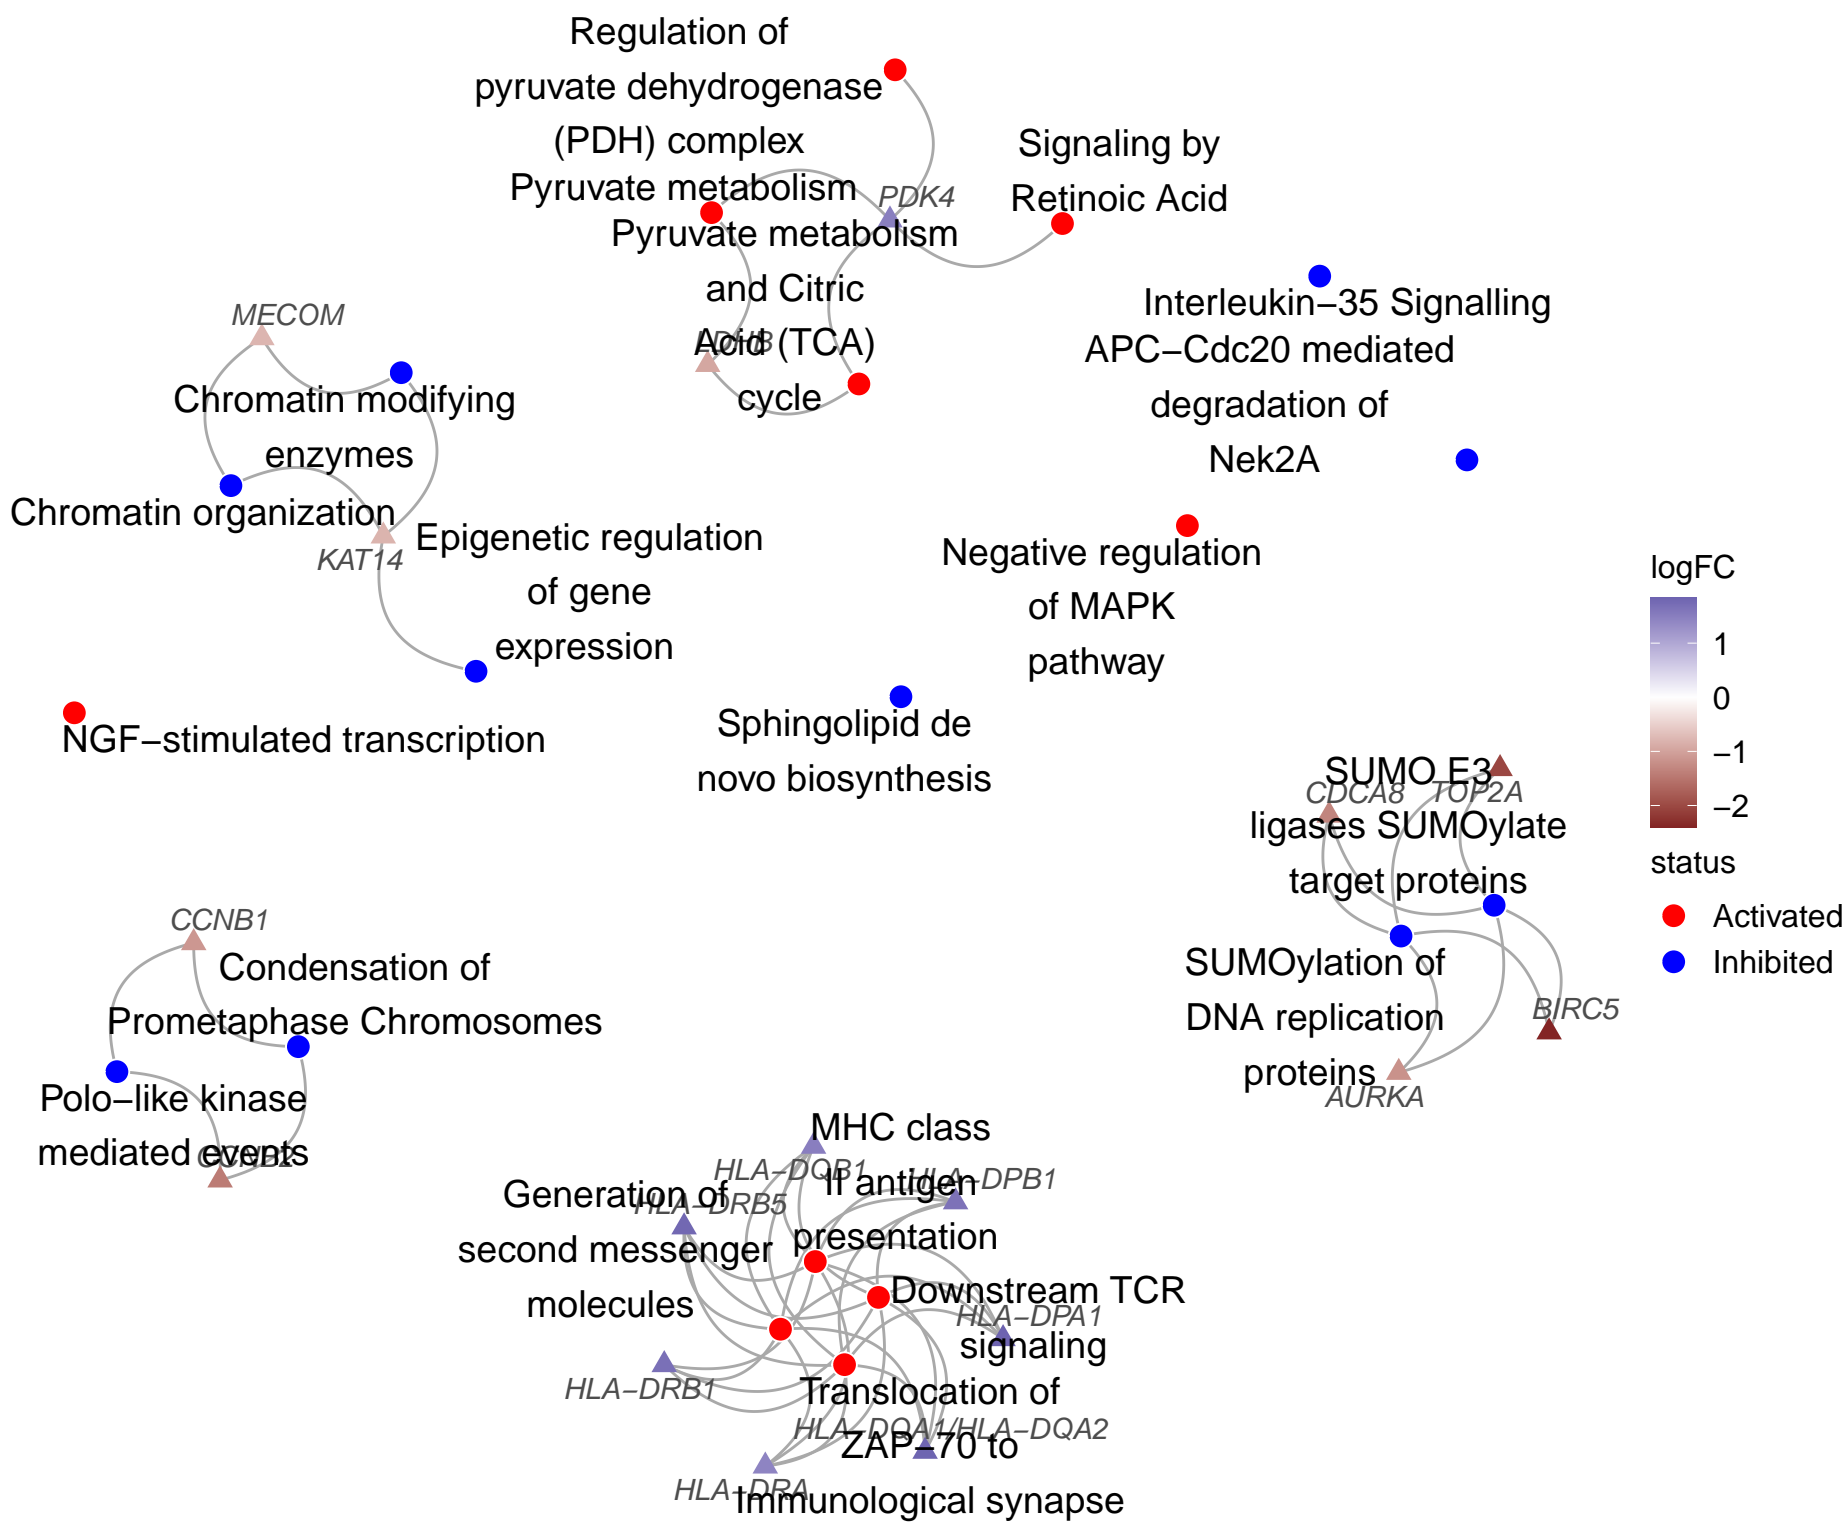 Regulation of
pyruvate dehydrogenase
(PDH) complex
Signaling by
Retinoic Acid
Pyruvate metabolism
PDK4
Pyruvate metabolism
and Citric
Acid (TCA)
cycle
LDHB
Interleukin−35 Signalling
APC−Cdc20 mediated
degradation of
Nek2A
MECOM
Chromatin modifying
enzymes
Chromatin organization
KAT14
Epigenetic regulation
of gene
expression
Negative regulation
of MAPK
pathway
logFC
1
0
−1
−2
status
Activated
Inhibited
NGF−stimulated transcription
Sphingolipid de
novo biosynthesis
SUMO E3
ligases SUMOylate
target proteins
CDCA8
TOP2A
SUMOylation of
DNA replication
proteins
BIRC5
AURKA
CCNB1
Condensation of
Prometaphase Chromosomes
Polo−like kinase
mediated events
CCNB2
MHC class
II antigen
presentation
HLA−DQB1
HLA−DPB1
Generation of
second messenger
molecules
HLA−DRB5
Downstream TCR
signaling
HLA−DPA1
HLA−DRB1
Translocation of
ZAP−70 to
Immunological synapse
HLA−DQA1/HLA−DQA2
HLA−DRA